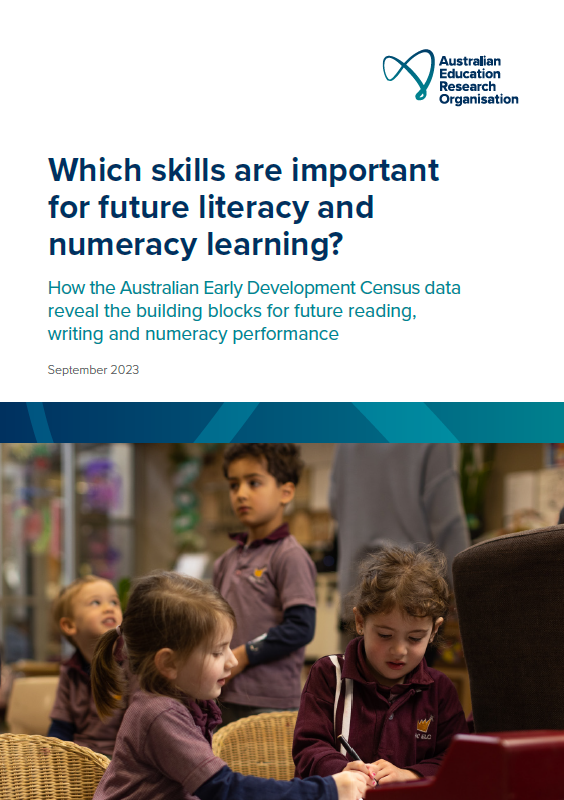 Australian
Education
Research
Organisation
Which skills are important
for future literacy and
numeracy learning?
How the Australian Early Development Census data
reveal the building blocks for future reading,
writing and numeracy performance
September 2023
ELC